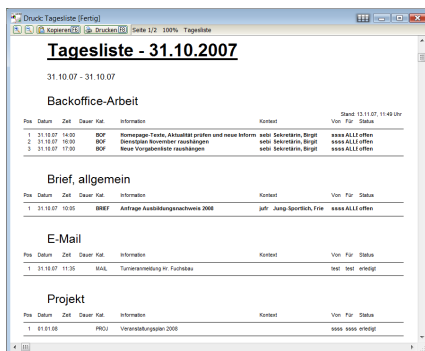 Druck: Tagesliste [Fertig]
Kopieren F5 Drucken F8 Seite 1/2 100% Tagesliste
Tagesliste - 31.10.2007
31.10.07 - 31.10.07
Backoffice-Arbeit
Stand: 13.11.07, 11:49 Uhr
Pos Datum Zeit Dauer Kat. Information Kontext Von Für Status
1 31.10.07 14:00 BOF Homepage-Texte, Aktualität prüfen und neue Inform sebi Sekretärin, Birgit ssss ALLE offen
2 31.10.07 16:00 BOF Dienstplan November raushängen sebi Sekretärin, Birgit ssss ALLE offen
3 31.10.07 17:00 BOF Neue Vorgabenliste raushängen sebi Sekretärin, Birgit ssss ALLE offen
Brief, allgemein
Pos Datum Zeit Dauer Kat. Information Kontext Von Für Status
1 31.10.07 10:05 BRIEF Anfrage Ausbildungsnachweis 2008 jufr Jung-Sportlich, Frie ssss ALLE offen
E-Mail
Pos Datum Zeit Dauer Kat. Information Kontext Von Für Status
1 31.10.07 11:35 MAIL Turnieranmeldung Hr. Fuchsbau test test erledigt
Projekt
Pos Datum Zeit Dauer Kat. Information Kontext Von Für Status
1 01.01.08 PROJ Veranstaltungsplan 2008 ssss ssss erledigt